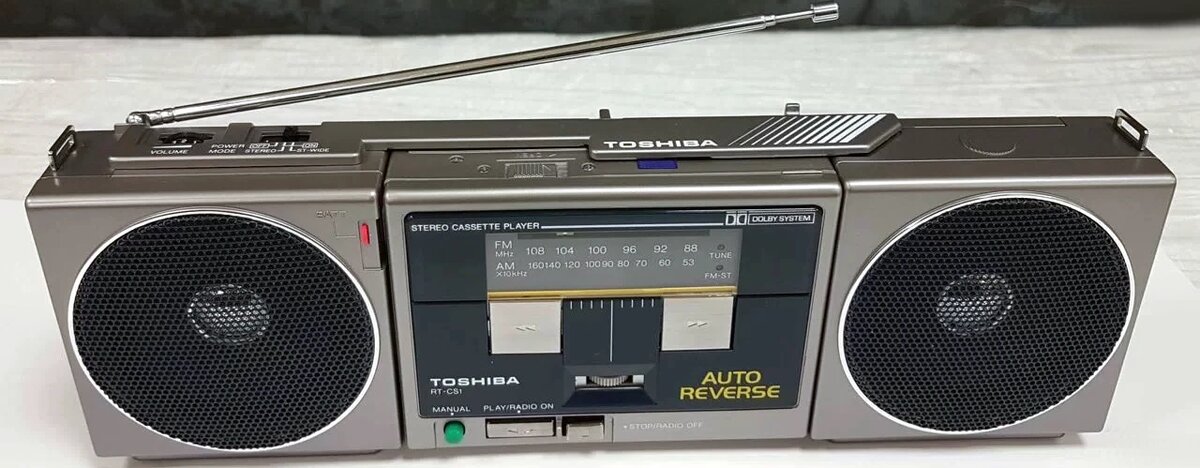 VOLUME
POWER OFF ON
MODE STEREO ST-WIDE
TOSHIBA
BATT
STEREO CASSETTE PLAYER
DOLBY SYSTEM
FM MHz 108 104 100 96 92 88
TUNE
AM X10kHz 160 140 120 100 90 80 70 60 53
FM-ST
TOSHIBA
RT-CS1
AUTO
REVERSE
MANUAL PLAY/RADIO ON
STOP/RADIO OFF